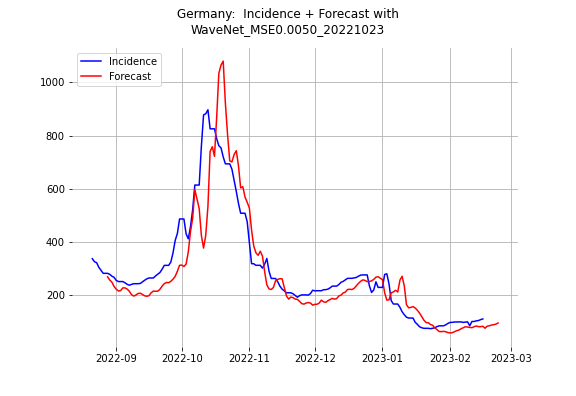 Germany:  Incidence + Forecast with
WaveNet_MSE0.0050_20221023
Incidence
Forecast
1000
800
600
400
200
2022-09 2022-10 2022-11 2022-12 2023-01 2023-02 2023-03